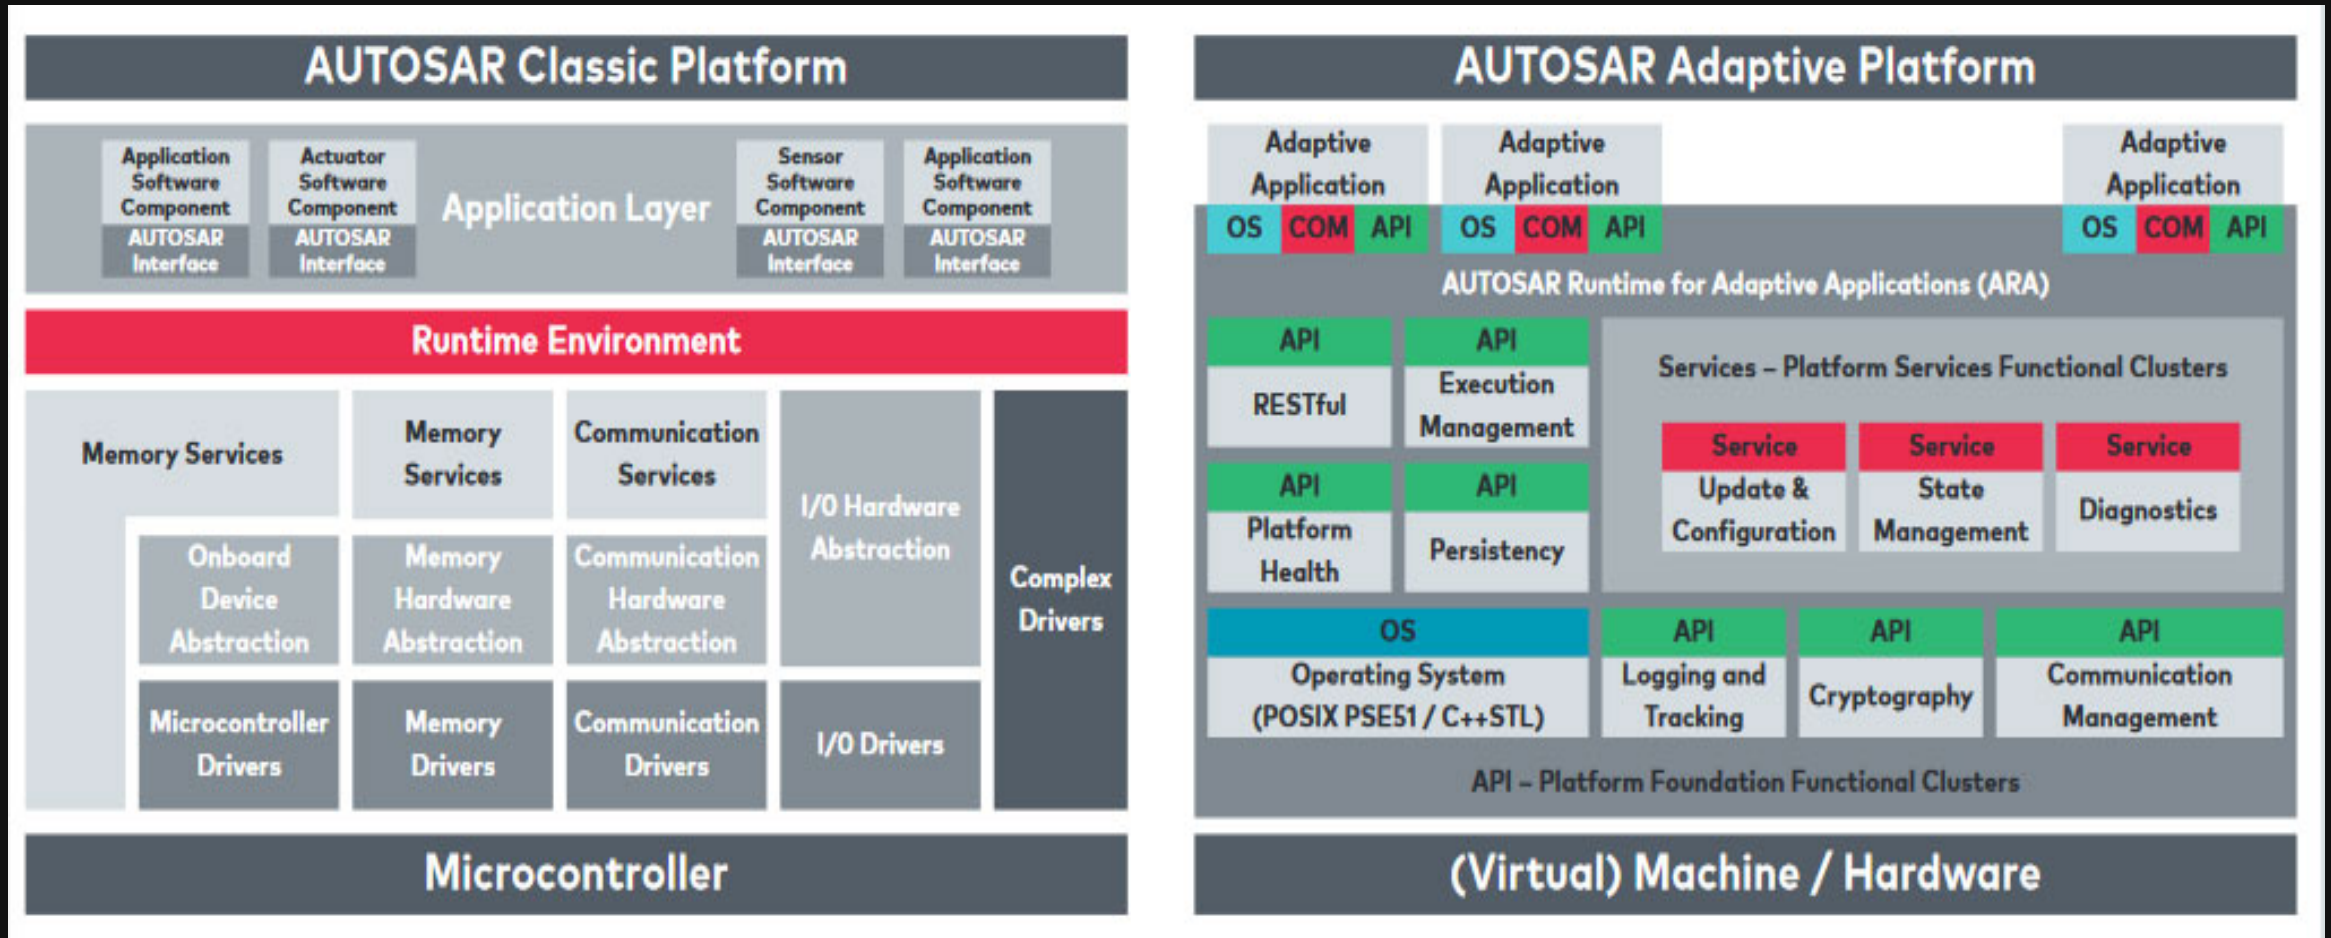 AUTOSAR Classic Platform
Application
Software
Component
AUTOSAR
Interface
Actuator
Software
Component
AUTOSAR
Interface
Application Layer
Sensor
Software
Component
AUTOSAR
Interface
Application
Software
Component
AUTOSAR
Interface
Runtime Environment
Memory Services
Memory
Services
Communication
Services
I/O Hardware
Abstraction
Complex
Drivers
Onboard
Device
Abstraction
Memory
Hardware
Abstraction
Communication
Hardware
Abstraction
Microcontroller
Drivers
Memory
Drivers
Communication
Drivers
I/O Drivers
Microcontroller
AUTOSAR Adaptive Platform
Adaptive
Application
OS COM API
Adaptive
Application
OS COM API
Adaptive
Application
OS COM API
AUTOSAR Runtime for Adaptive Applications (ARA)
API
RESTful
API
Execution
Management
Services – Platform Services Functional Clusters
Service
Update &
Configuration
Service
State
Management
Service
Diagnostics
API
Platform
Health
API
Persistency
OS
Operating System
(POSIX PSE51 / C++STL)
API
Logging and
Tracking
API
Cryptography
API
Communication
Management
API – Platform Foundation Functional Clusters
(Virtual) Machine / Hardware